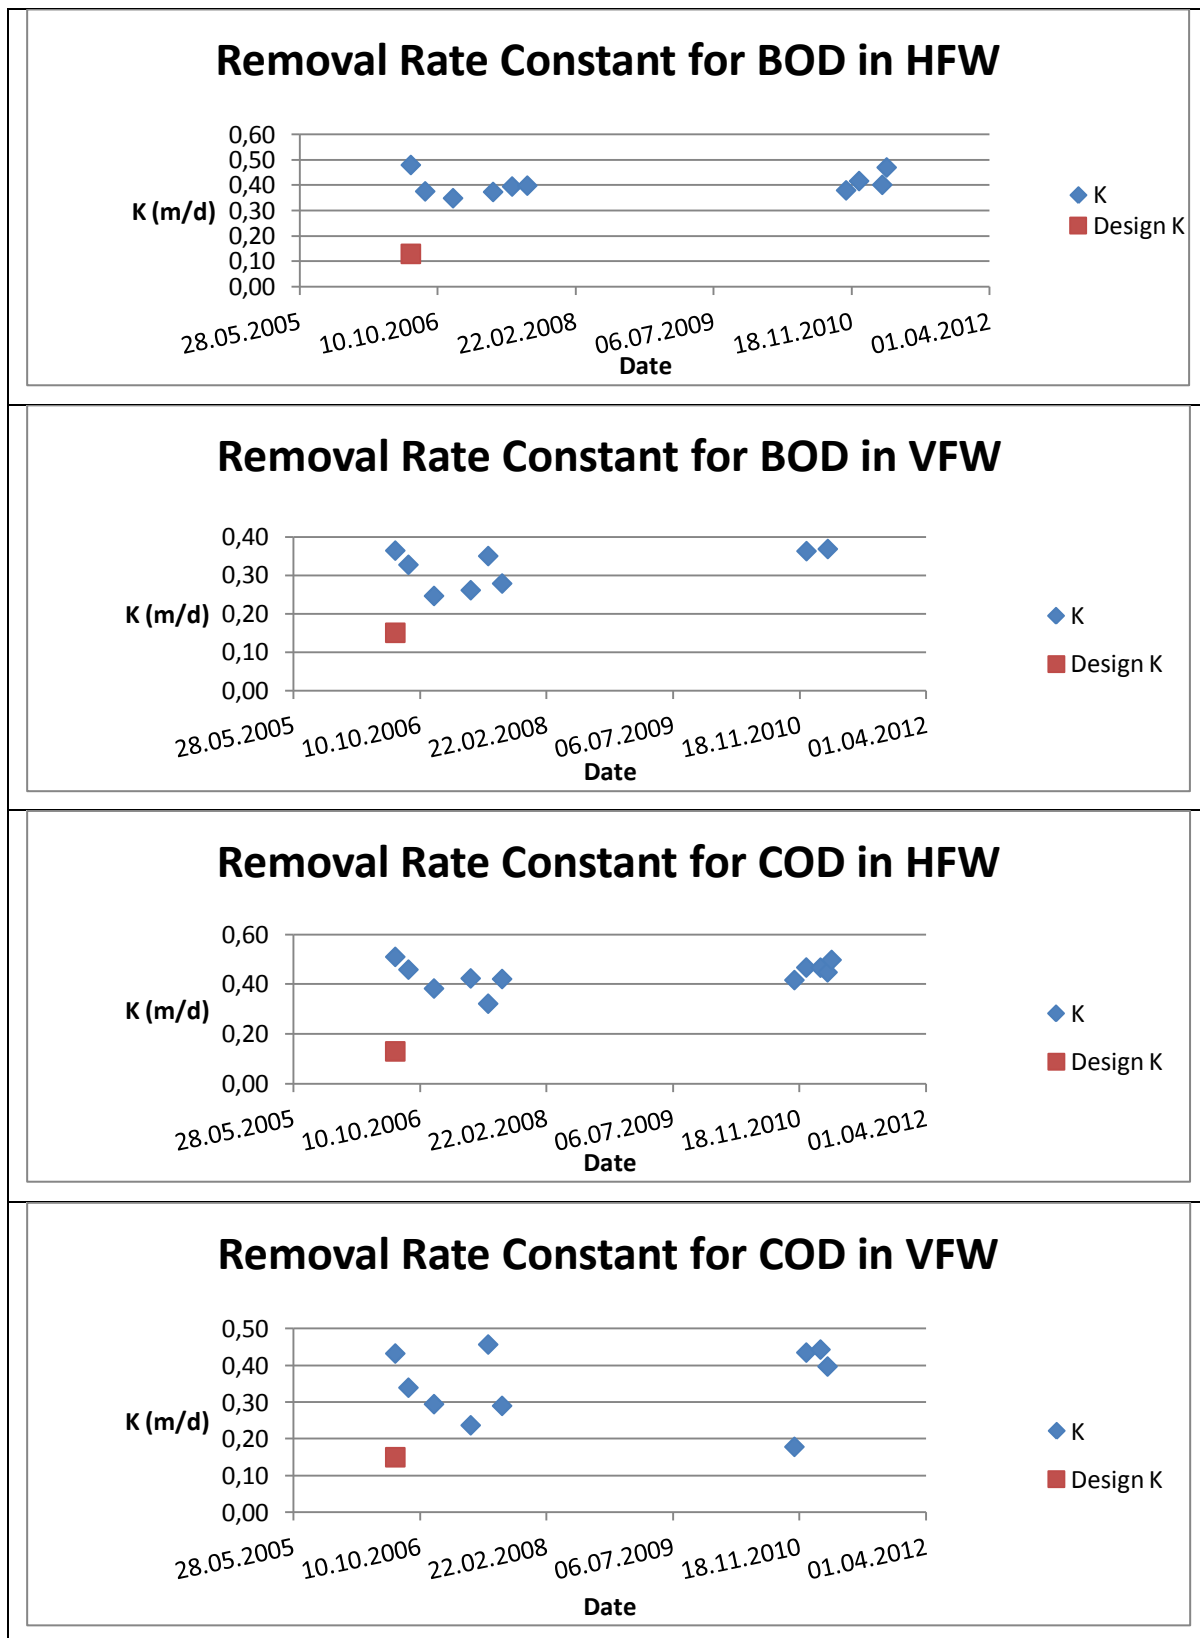 Removal Rate Constant for BOD in HFW
0,60
0,50
0,40
0,30
0,20
0,10
0,00
K (m/d)
28.05.2005 10.10.2006 22.02.2008 06.07.2009 18.11.2010 01.04.2012
Date
K
Design K
Removal Rate Constant for BOD in VFW
0,40
0,30
0,20
0,10
0,00
K (m/d)
28.05.2005 10.10.2006 22.02.2008 06.07.2009 18.11.2010 01.04.2012
Date
K
Design K
Removal Rate Constant for COD in HFW
0,60
0,40
0,20
0,00
K (m/d)
28.05.2005 10.10.2006 22.02.2008 06.07.2009 18.11.2010 01.04.2012
Date
K
Design K
Removal Rate Constant for COD in VFW
0,50
0,40
0,30
0,20
0,10
0,00
K (m/d)
28.05.2005 10.10.2006 22.02.2008 06.07.2009 18.11.2010 01.04.2012
Date
K
Design K